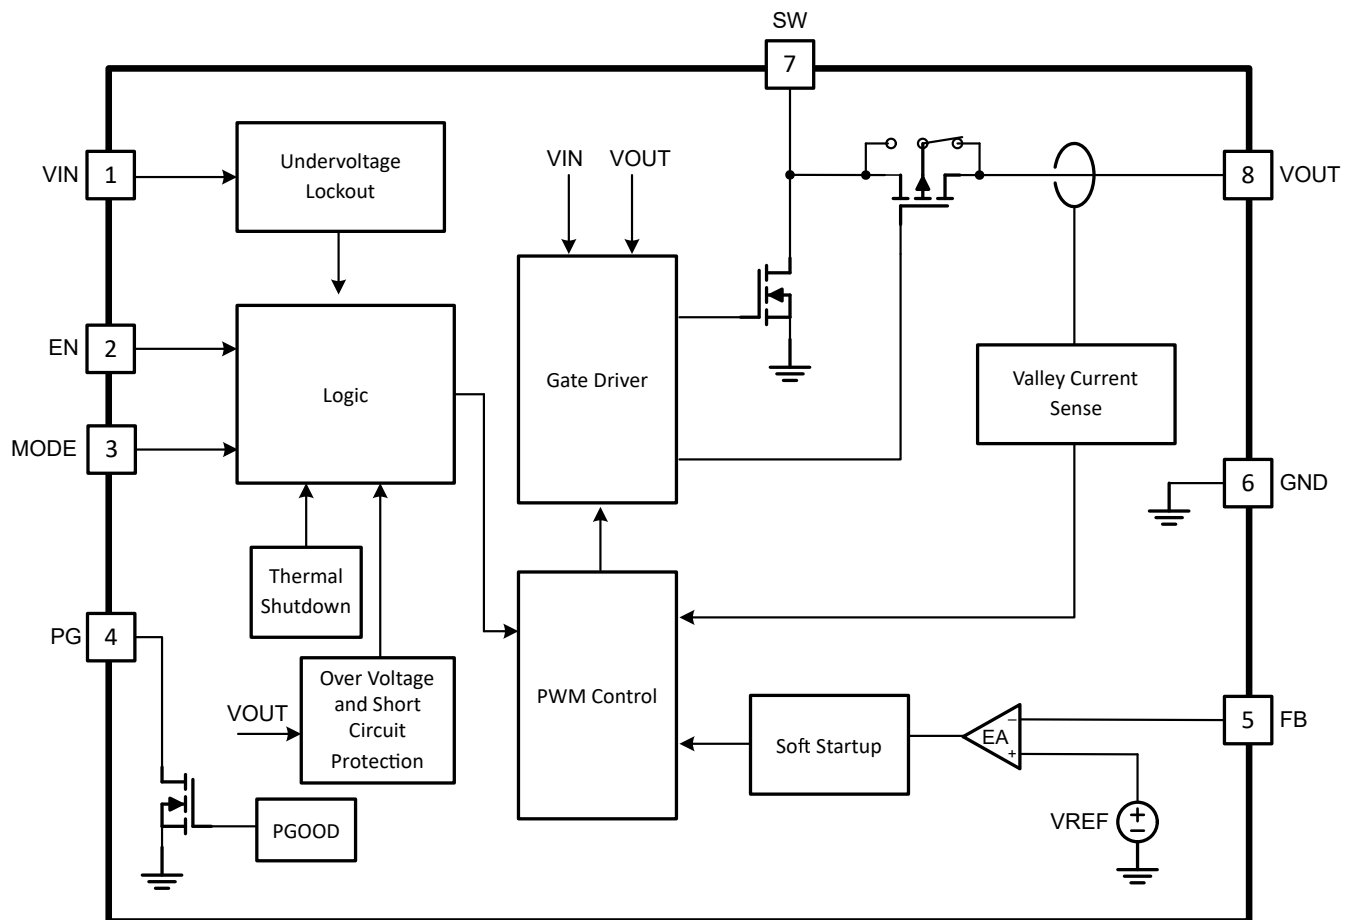 SW
7
VIN
1
Undervoltage
Lockout
VIN
VOUT
8
VOUT
EN
2
Logic
Gate Driver
Valley Current
Sense
MODE
3
6
GND
Thermal
Shutdown
PG
4
Over Voltage
and Short
Circuit
Protection
VOUT
PWM Control
Soft Startup
EA
−
+
5
FB
VREF
+
−
PGOOD